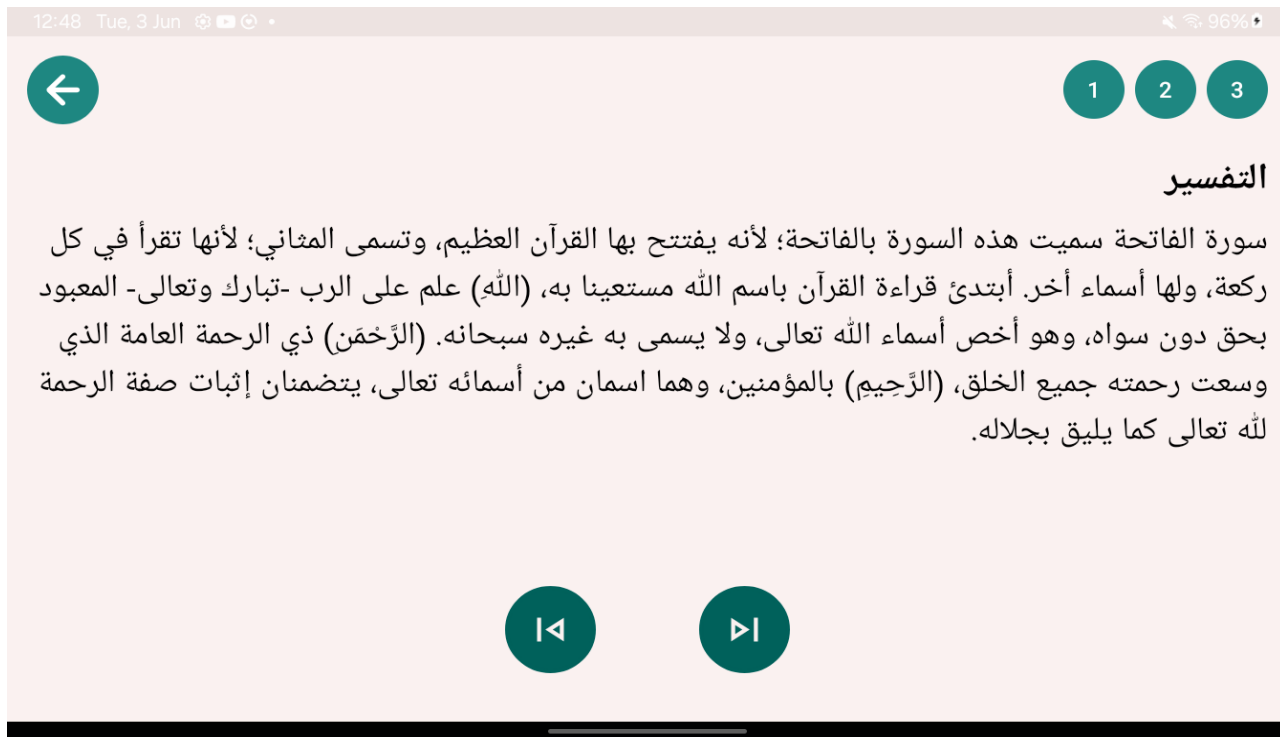 12:48 Tue, 3 Jun
96%
1 2 3
التفسير
سورة الفاتحة سميت هذه السورة بالفاتحة؛ لأنه يفتتح بها القرآن العظيم، وتسمى المثاني؛ لأنها تقرأ في كل
ركعة، ولها أسماء أخر. أبتدئ قراءة القرآن باسم الله مستعينا به، (اللهِ) علم على الرب -تبارك وتعالى- المعبود
بحق دون سواه، وهو أخص أسماء الله تعالى، ولا يسمى به غيره سبحانه. (الرَّحْمَنِ) ذي الرحمة العامة الذي
وسعت رحمته جميع الخلق، (الرَّحِيمِ) بالمؤمنين، وهما اسمان من أسمائه تعالى، يتضمنان إثبات صفة الرحمة
لله تعالى كما يليق بجلاله.